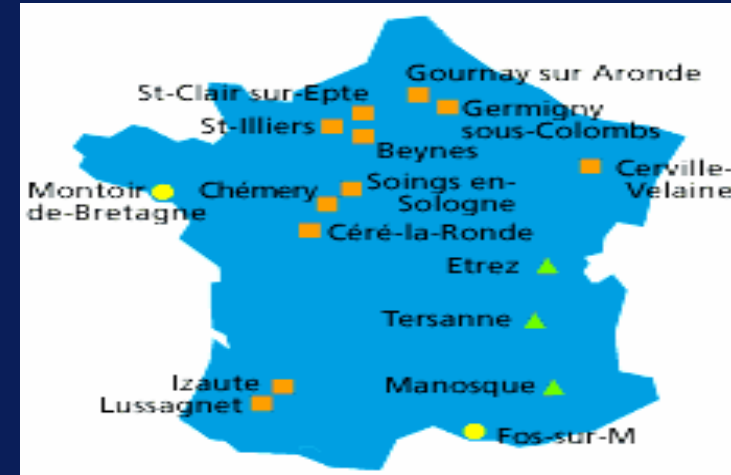 Gournay sur Aronde
St-Clair sur-Epte
Germigny
sous-Colombs
St-Illiers
Beynes
Cerville-
Velaine
Montoir
de-Bretagne
Chémery
Soings en-
Sologne
Céré-la-Ronde
Etrez
Tersanne
Izaute
Manosque
Lussagnet
Fos-sur-M